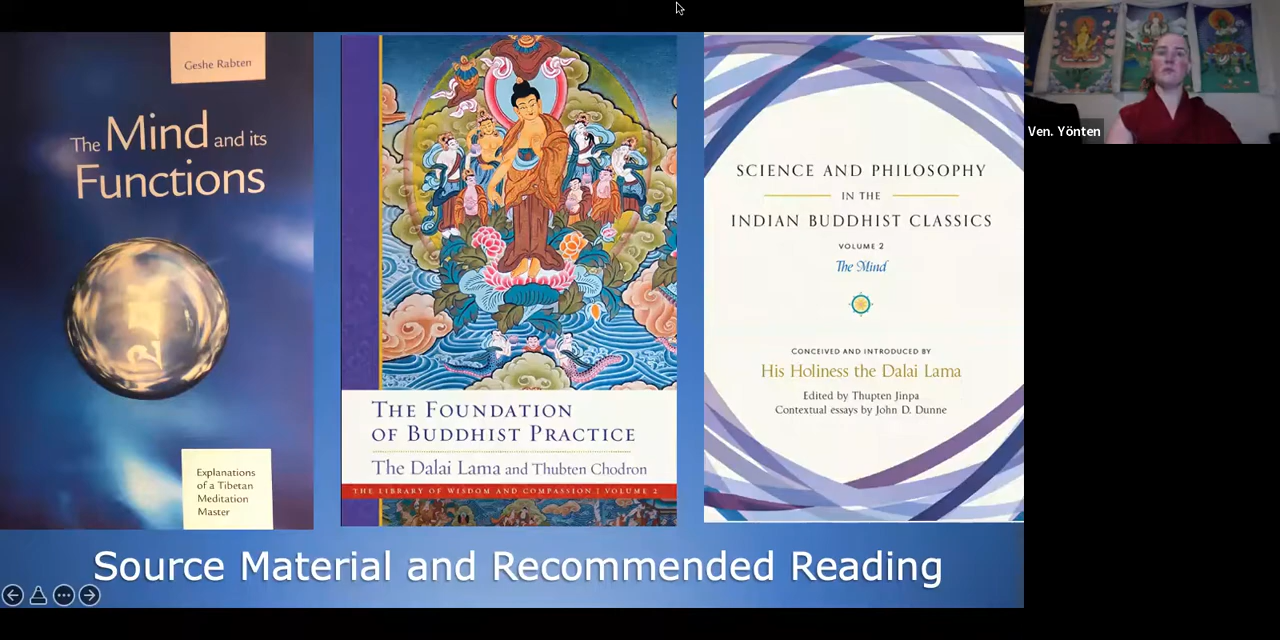 Geshe Rabten
The Mind and its
Functions
Explanations
of a Tibetan
Meditation
Master
THE FOUNDATION
OF BUDDHIST PRACTICE
The Dalai Lama and Thubten Chodron
THE LIBRARY OF WISDOM AND COMPASSION | VOLUME 2
SCIENCE AND PHILOSOPHY
IN THE
INDIAN BUDDHIST CLASSICS
VOLUME 2
The Mind
CONCEIVED AND INTRODUCED BY
His Holiness the Dalai Lama
Edited by Thupten Jinpa
Contextual essays by John D. Dunne
Source Material and Recommended Reading
Ven. Yönten